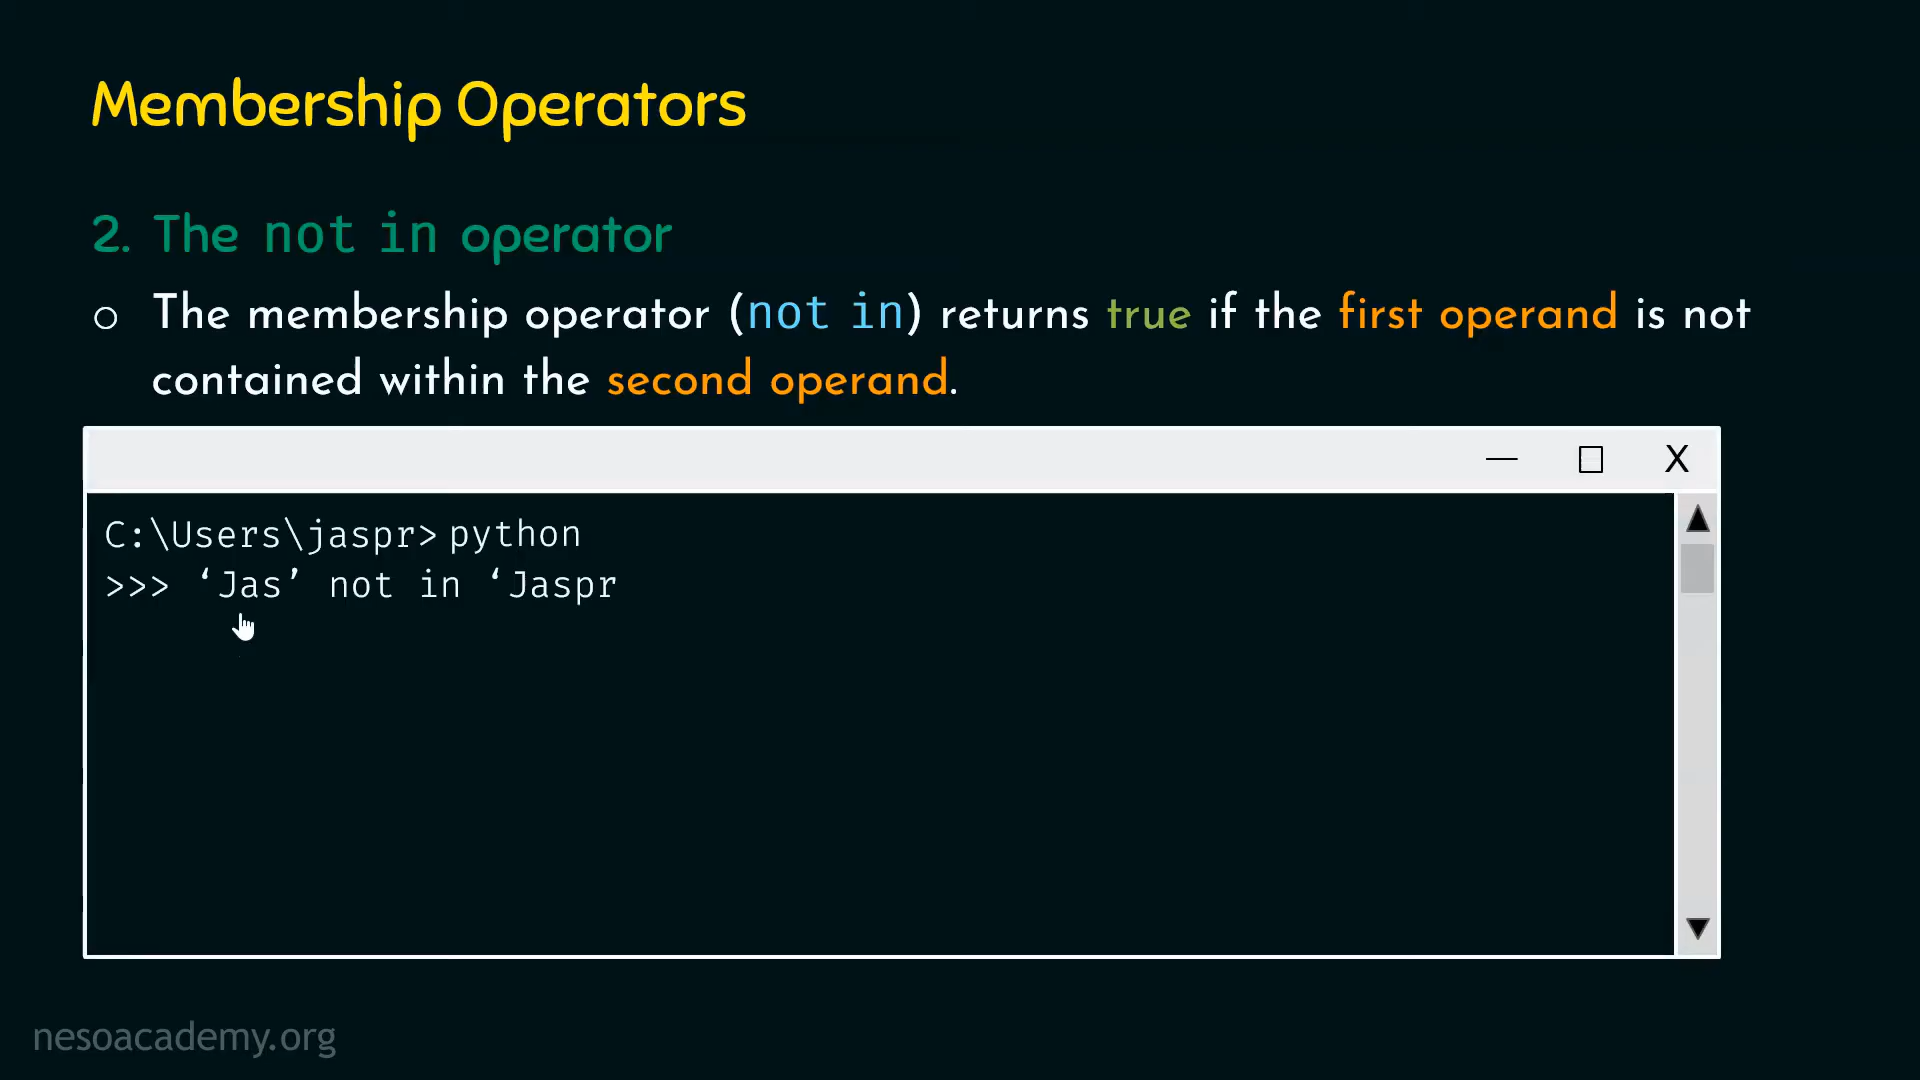 Membership Operators
2. The not in operator
○ The membership operator (not in) returns true if the first operand is not
contained within the second operand.
X
C:\Users\jaspr> python
>>> ‘Jas’ not in ‘Jaspr
nesoacademy.org